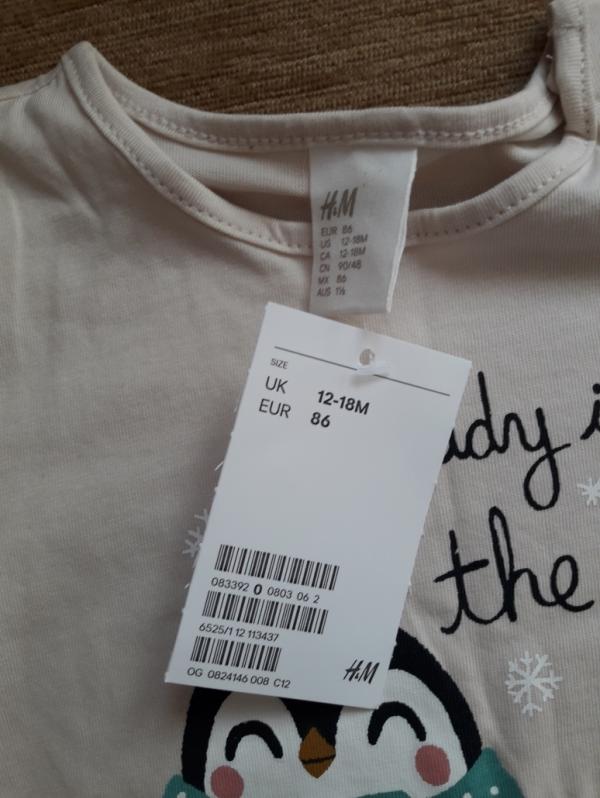 H&M
EUR 86
US 12-18M
CA 12-18M
CN 90/48
MX 86
AUS 1½
SIZE
UK 12-18M
EUR 86
083392 0 0803 06 2
6525/1 12 113437
OG 0824146 008 C12
H&M
the